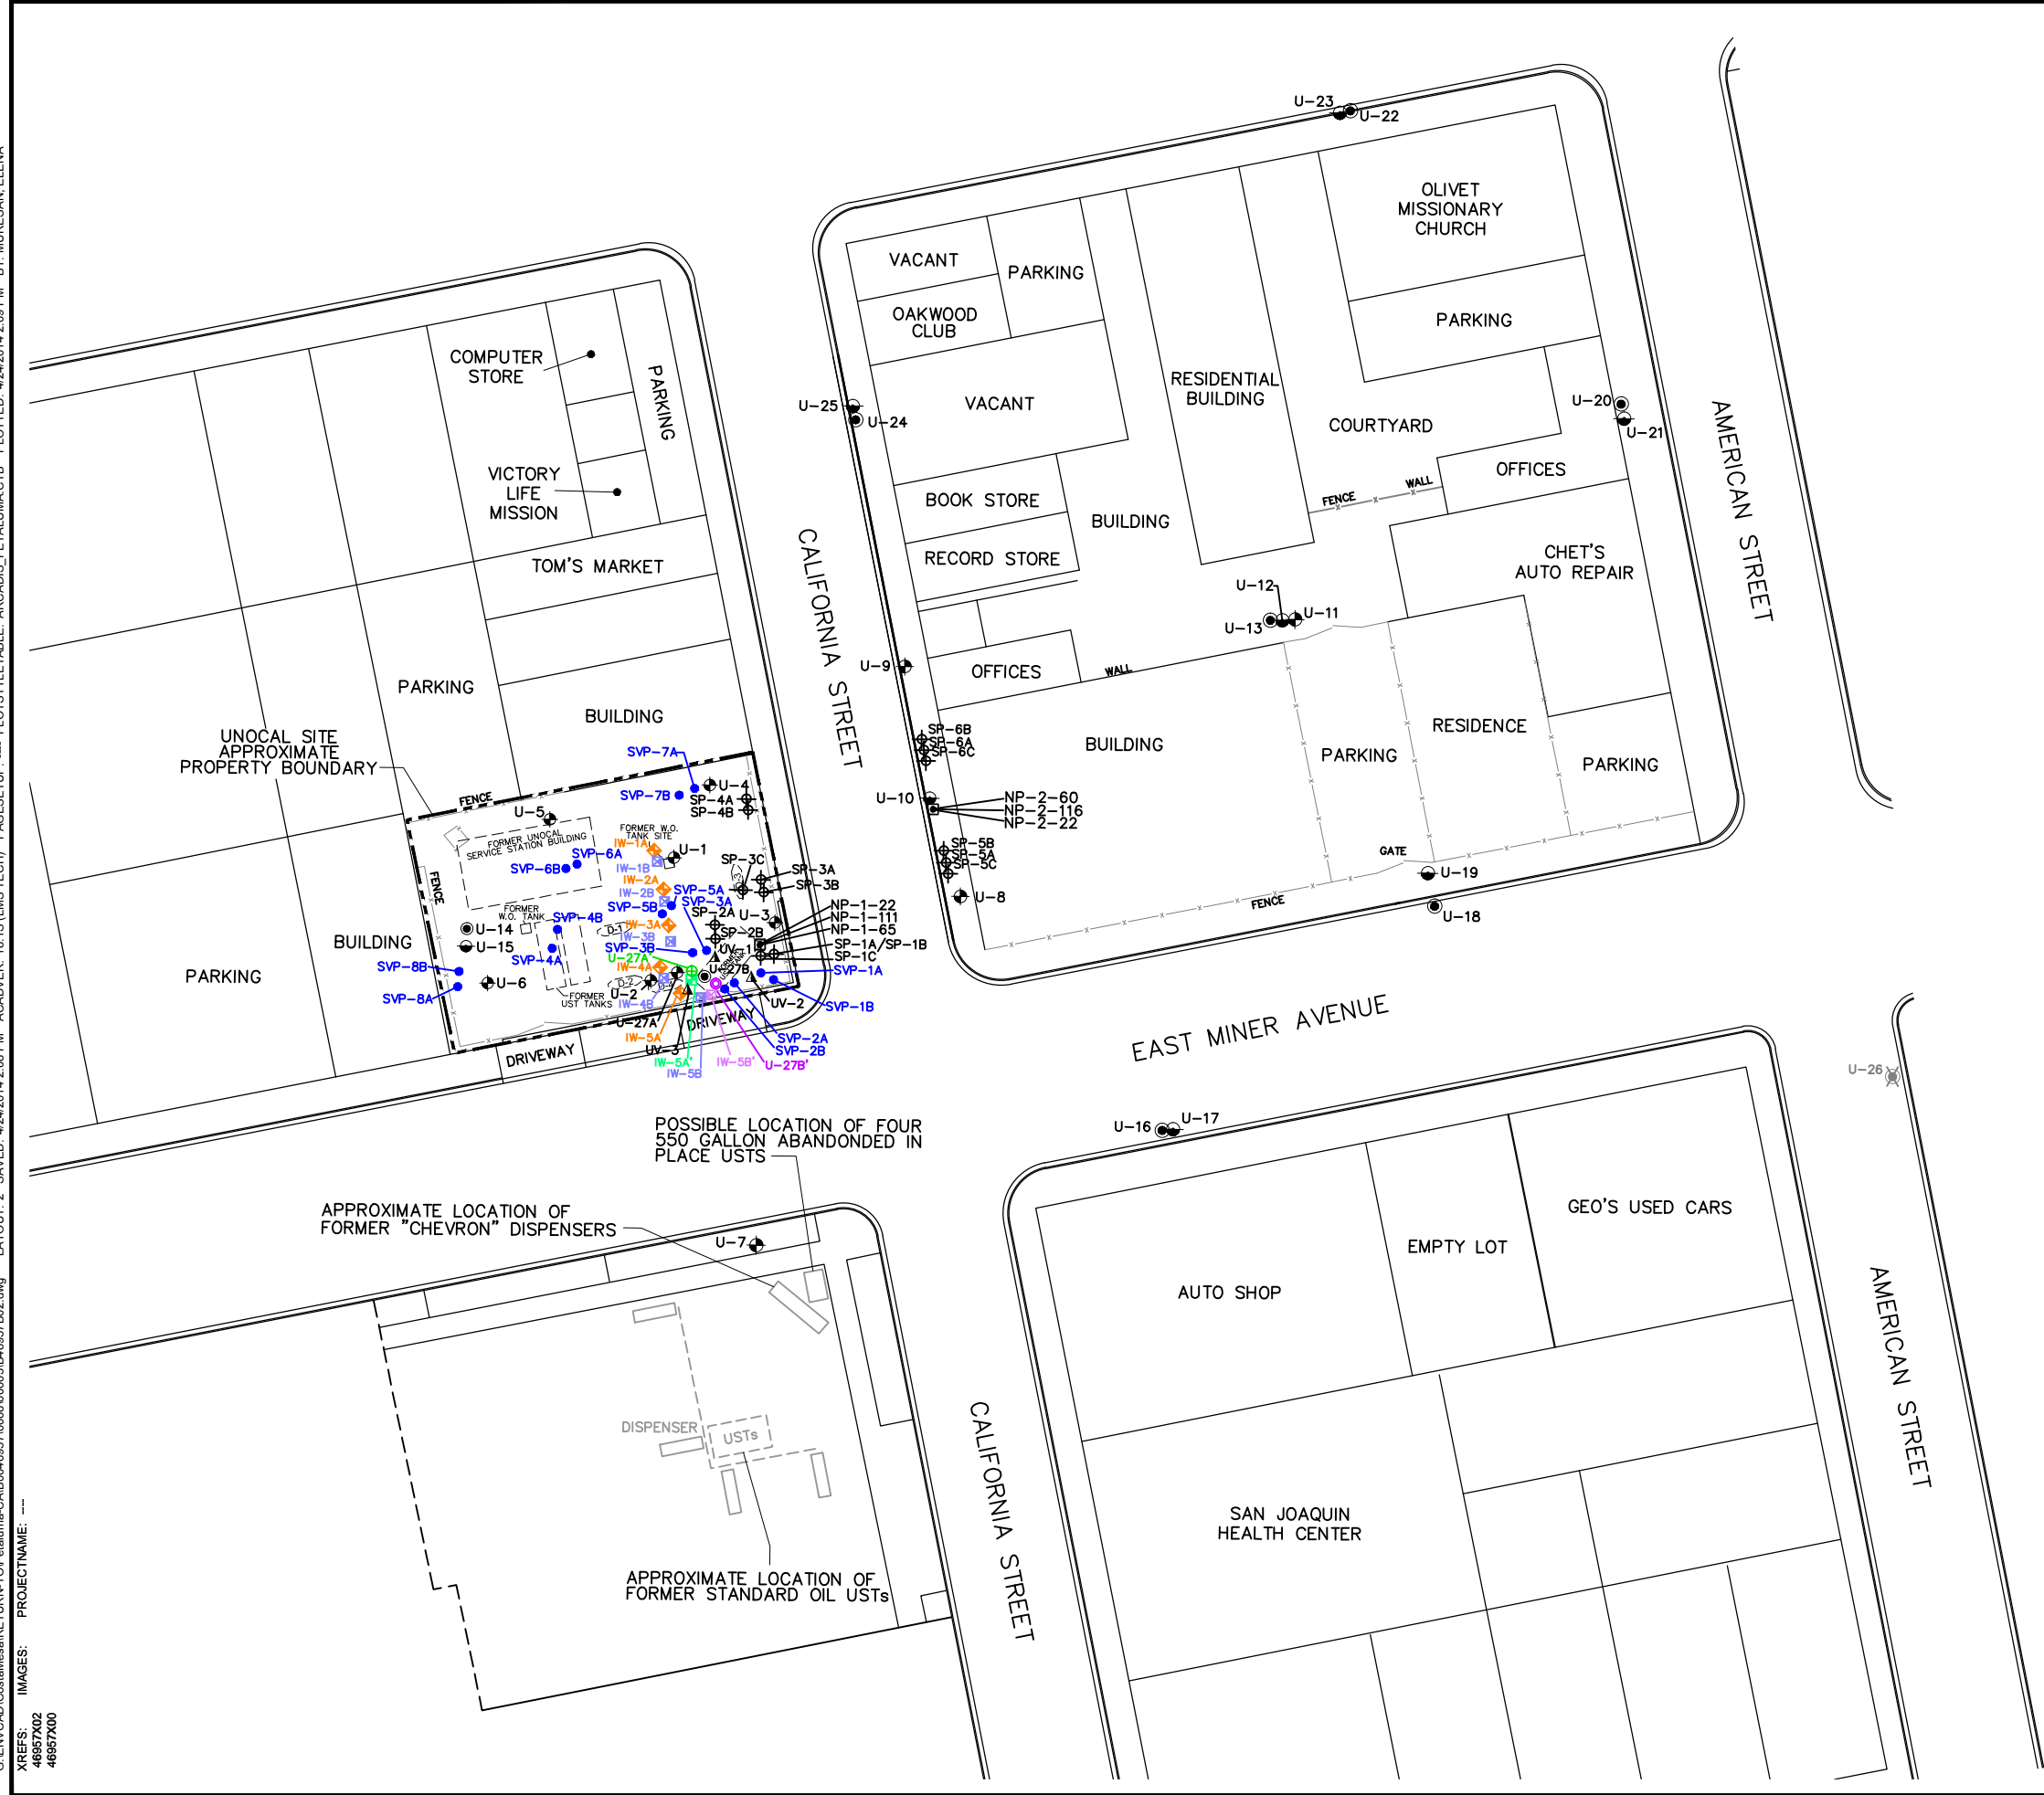 U-23
U-22
OLIVET
MISSIONARY
CHURCH
VACANT
PARKING
OAKWOOD
CLUB
PARKING
COMPUTER
STORE
PARKING
RESIDENTIAL
BUILDING
VACANT
U-25
U-24
COURTYARD
U-20
U-21
AMERICAN STREET
VICTORY
LIFE
MISSION
BOOK STORE
OFFICES
FENCE
WALL
BUILDING
TOM'S MARKET
CALIFORNIA STREET
RECORD STORE
CHET'S
AUTO REPAIR
U-12
U-11
U-13
U-9
OFFICES
WALL
PARKING
BUILDING
UNOCAL SITE
APPROXIMATE
PROPERTY BOUNDARY
SP-6B
SP-6A
SP-6C
BUILDING
RESIDENCE
PARKING
PARKING
SVP-7A
SVP-7B
U-4
SP-4A
SP-4B
U-10
NP-2-60
NP-2-116
NP-2-22
FENCE
U-5
FORMER UNOCAL
SERVICE STATION BUILDING
FORMER W.O.
TANK SITE
IW-1A
IW-1B
U-1
SVP-6A
SVP-6B
SP-3C
SP-3A
SP-3B
D-3
SP-5B
SP-5A
SP-5C
GATE
U-19
U-18
FENCE
U-8
FENCE
IW-2A
IW-2B
SVP-5A
SVP-3A
SVP-5B
FORMER
W.O. TANK
SVP-4B
D-1
IW-3A
IW-3B
SP-2A
SP-2B
U-3
NP-1-22
NP-1-111
NP-1-65
SP-1A/SP-1B
SP-1C
U-14
U-15
BUILDING
PARKING
SVP-8B
SVP-8A
U-6
SVP-4A
SVP-3B
UV-1
U-27A'
IW-4A
U-27B
SVP-1A
D-2
U-2
IW-4B
FORMER
UST TANKS
UV-2
SVP-1B
U-27A
DRIVEWAY
IW-5A
SVP-2A
SVP-2B
UV-3
DRIVEWAY
IW-5A'
IW-5B'
U-27B'
IW-5B
EAST MINER AVENUE
U-26
U-16
U-17
POSSIBLE LOCATION OF FOUR
550 GALLON ABANDONDED IN
PLACE USTS
APPROXIMATE LOCATION OF
FORMER "CHEVRON" DISPENSERS
U-7
GEO'S USED CARS
EMPTY LOT
AUTO SHOP
AMERICAN STREET
DISPENSER
USTs
CALIFORNIA STREET
SAN JOAQUIN
HEALTH CENTER
APPROXIMATE LOCATION OF
FORMER STANDARD OIL USTs
XREFS:
IMAGES:
PROJECTNAME: ----
46957X02
46957X00